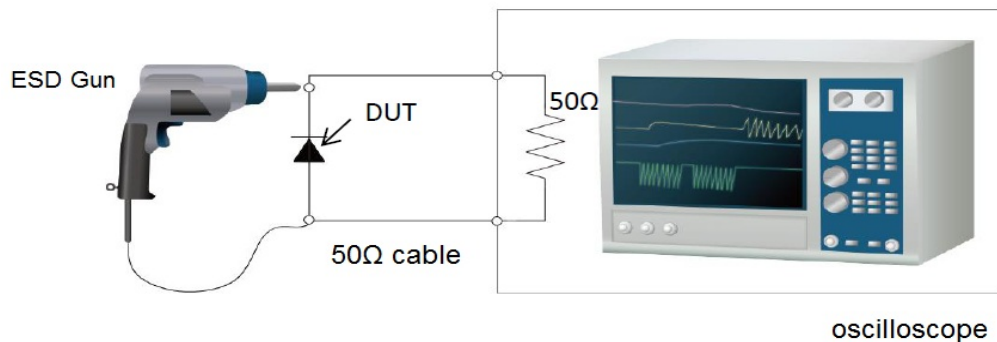 ESD Gun
DUT
50Ω
50Ω cable
oscilloscope